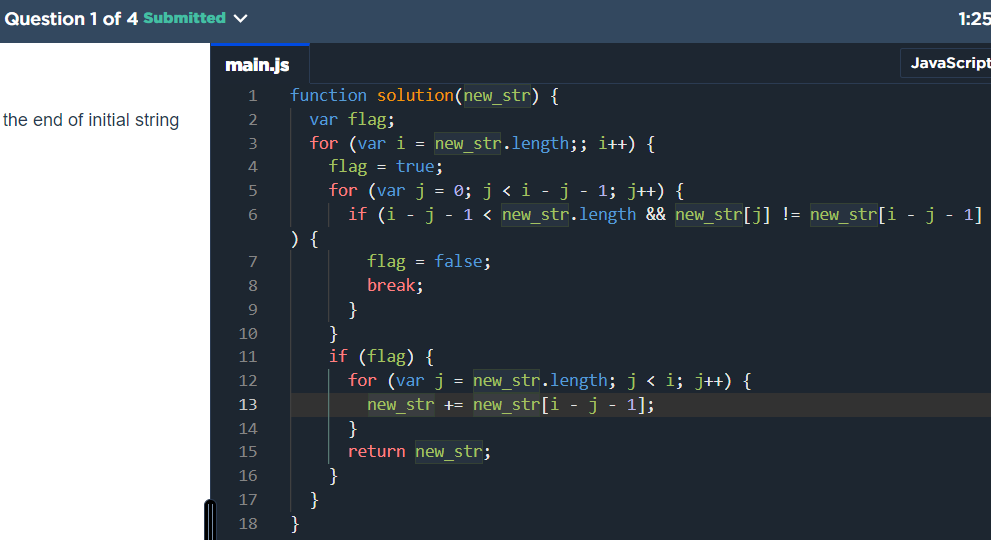 Question 1 of 4 Submitted
1:25
the end of initial string
main.js
JavaScript
1 function solution(new_str) {
2 var flag;
3 for (var i = new_str.length;; i++) {
4 flag = true;
5 for (var j = 0; j < i - j - 1; j++) {
6 if (i - j - 1 < new_str.length && new_str[j] != new_str[i - j - 1]
) {
7 flag = false;
8 break;
9 }
10 }
11 if (flag) {
12 for (var j = new_str.length; j < i; j++) {
13 new_str += new_str[i - j - 1];
14 }
15 return new_str;
16 }
17 }
18 }